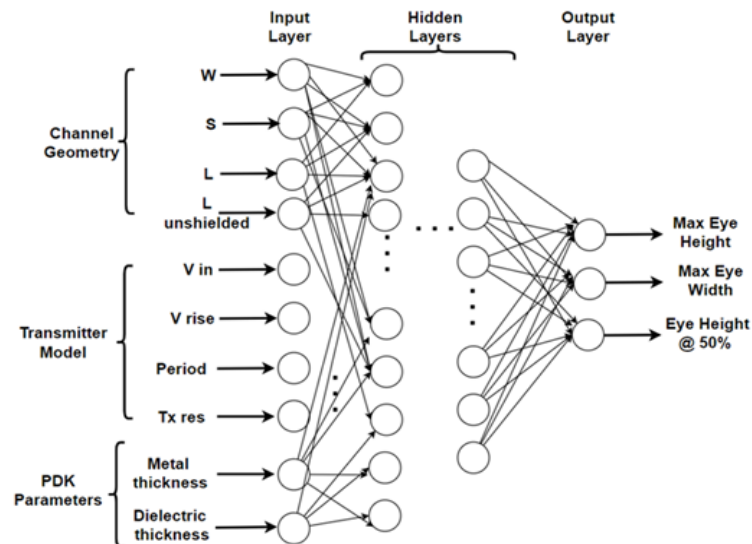 Input
Layer
Hidden
Layers
Output
Layer
Channel
Geometry
W
S
L
L
unshielded
Transmitter
Model
V in
V rise
Period
Tx res
PDK
Parameters
Metal
thickness
Dielectric
thickness
Max Eye
Height
Max Eye
Width
Eye Height
@ 50%